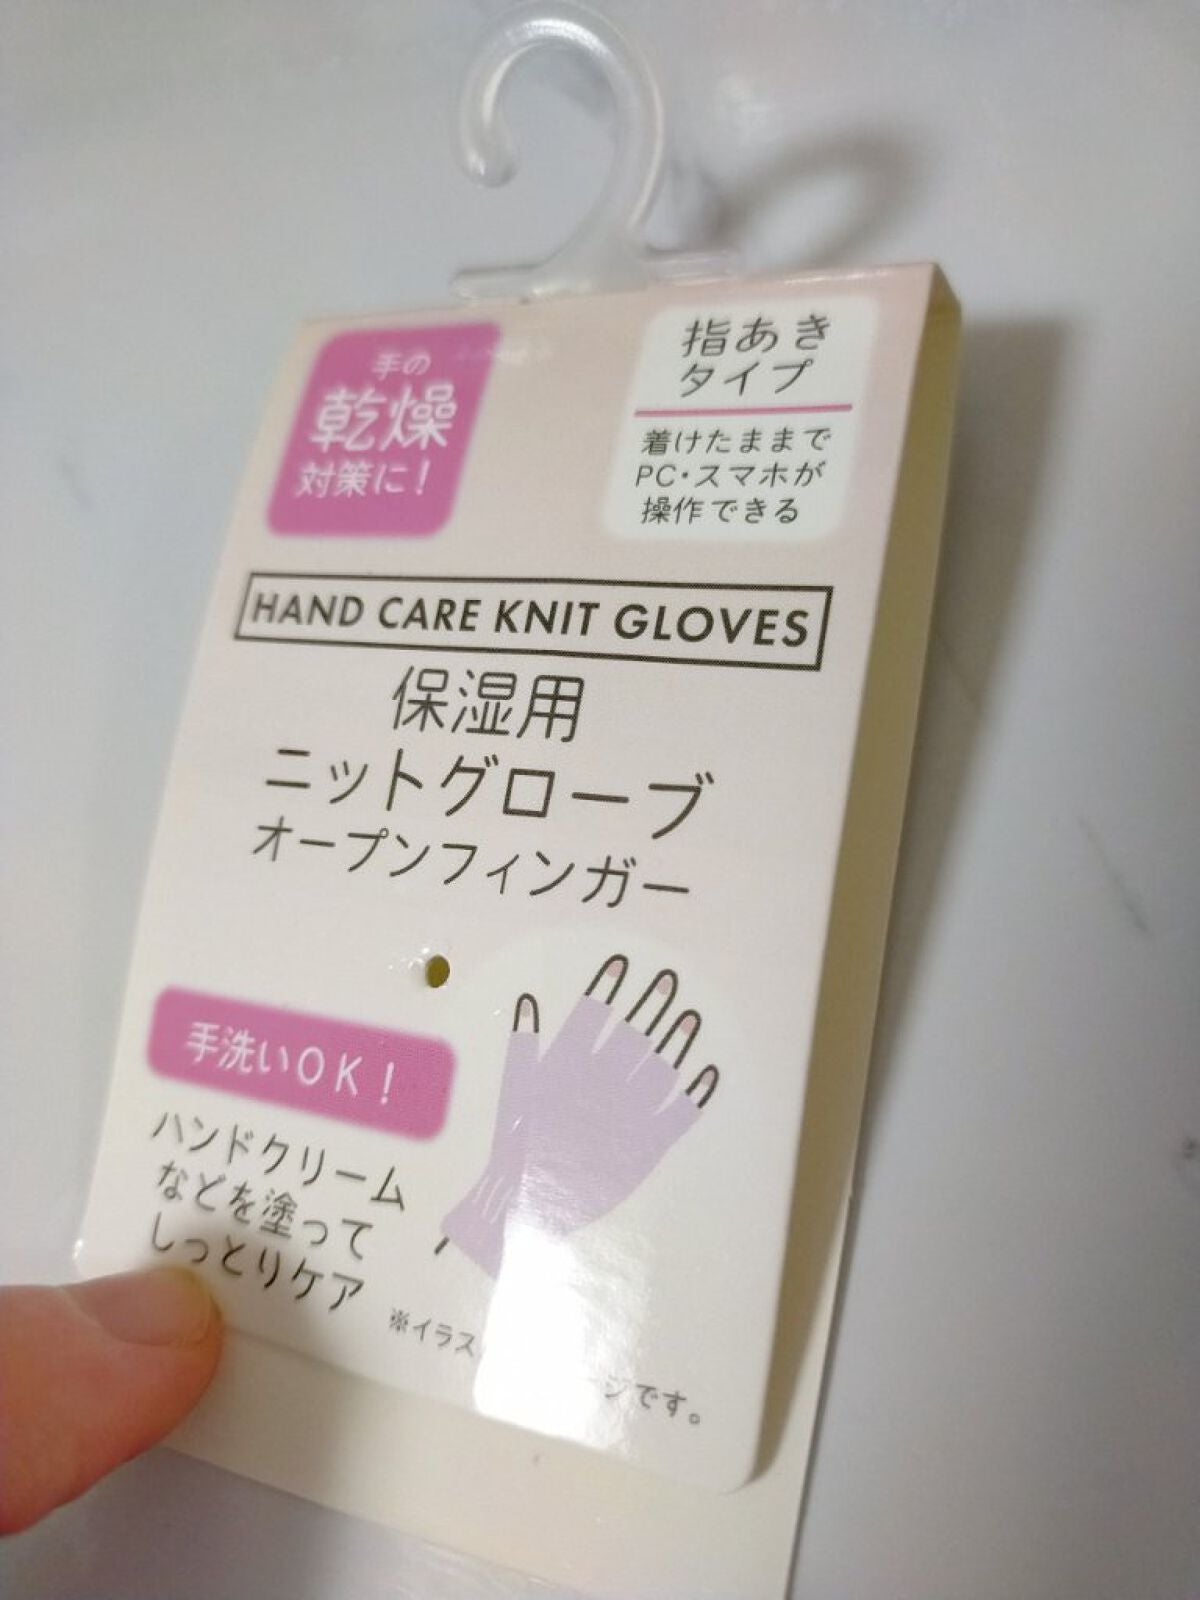 手の
乾燥
対策に！
指あき
タイプ
着けたままで
PC・スマホが
操作できる
HAND CARE KNIT GLOVES
保湿用
ニットグローブ
オープンフィンガー
手洗いOK！
ハンドクリーム
などを塗って
しっとりケア
※イラス ージです。